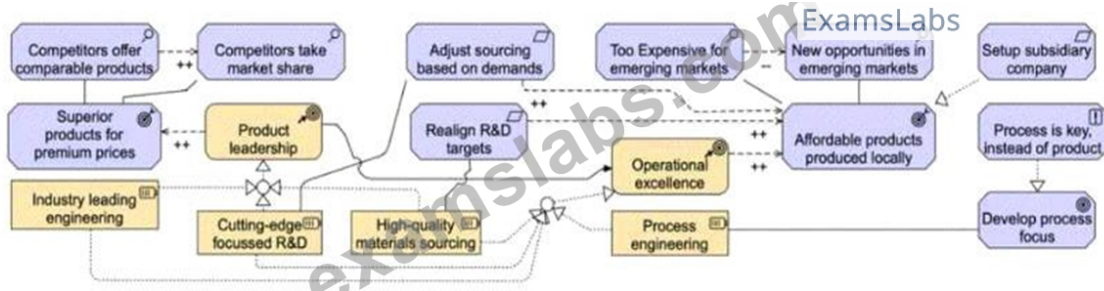 ExamsLabs
Competitors offer
comparable products
++
Competitors take
market share
Adjust sourcing
based on demands
Too Expensive for
emerging markets
--
New opportunities in
emerging markets
Setup subsidiary
company
Superior
products for
premium prices
++
Product
leadership
Realign R&D
targets
++
++
Operational
excellence
++
Affordable products
produced locally
Process is key,
instead of product
Industry leading
engineering
Cutting-edge
focussed R&D
High-quality
materials sourcing
Process
engineering
Develop process
focus
examslabs.com